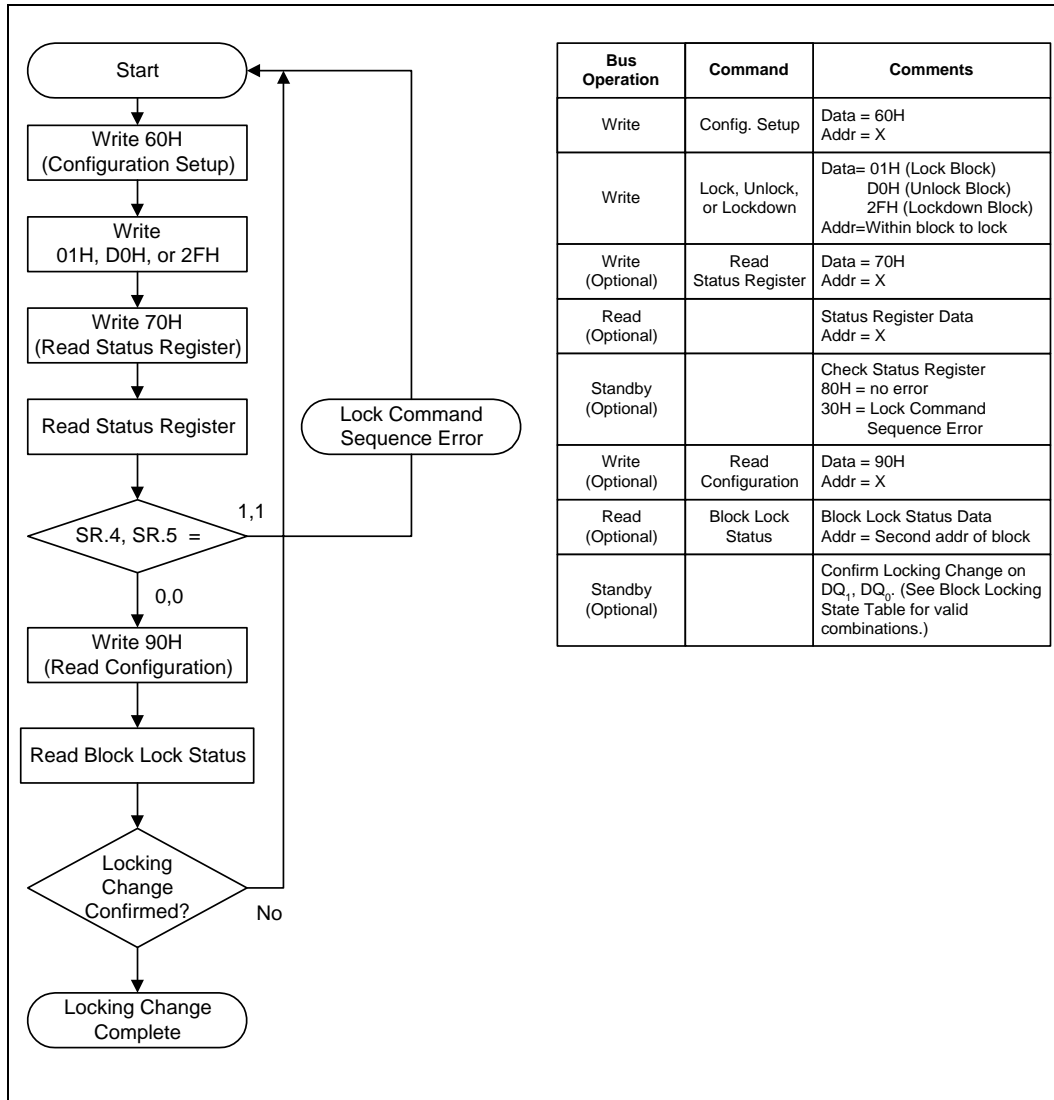 Start
Write 60H
(Configuration Setup)
Write
01H, D0H, or 2FH
Write 70H
(Read Status Register)
Read Status Register
Lock Command
Sequence Error
1,1
SR.4, SR.5 =
0,0
Write 90H
(Read Configuration)
Read Block Lock Status
Locking
Change
Confirmed?
No
Locking Change
Complete
Bus
Operation
Command
Comments
Write
Config. Setup
Data = 60H
Addr = X
Write
Lock, Unlock,
or Lockdown
Data= 01H (Lock Block)
D0H (Unlock Block)
2FH (Lockdown Block)
Addr=Within block to lock
Write
(Optional)
Read
Status Register
Data = 70H
Addr = X
Read
(Optional)
Status Register Data
Addr = X
Standby
(Optional)
Check Status Register
80H = no error
30H = Lock Command
Sequence Error
Write
(Optional)
Read
Configuration
Data = 90H
Addr = X
Read
(Optional)
Block Lock
Status
Block Lock Status Data
Addr = Second addr of block
Standby
(Optional)
Confirm Locking Change on
DQ₁, DQ₀. (See Block Locking
State Table for valid
combinations.)